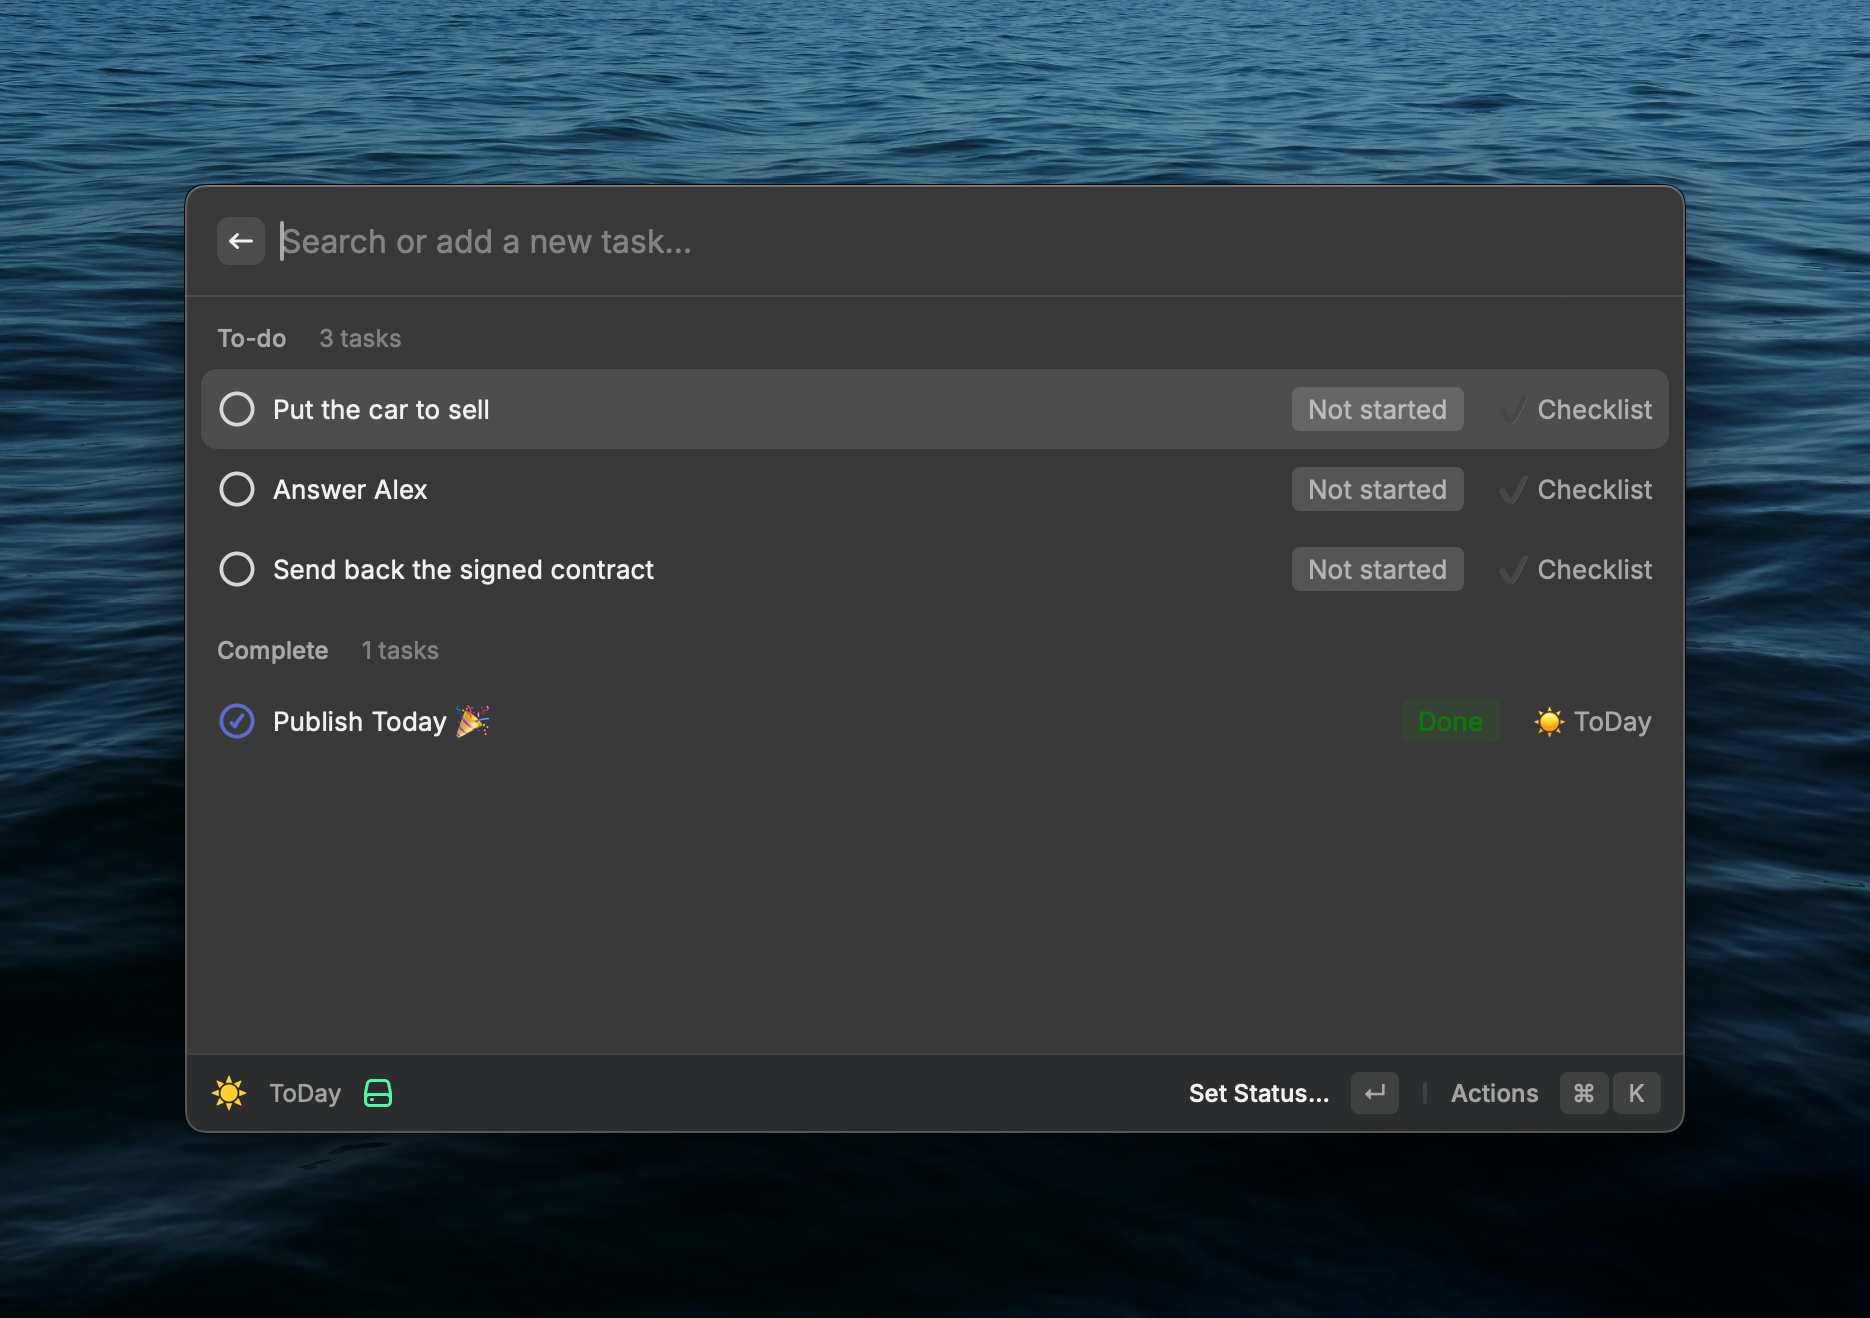 Search or add a new task...
To-do 3 tasks
Put the car to sell Not started ✔ Checklist
Answer Alex Not started ✔ Checklist
Send back the signed contract Not started ✔ Checklist
Complete 1 tasks
Publish Today 🎉 Done ☀️ ToDay
☀️ ToDay Set Status... ↵ | Actions ⌘ K